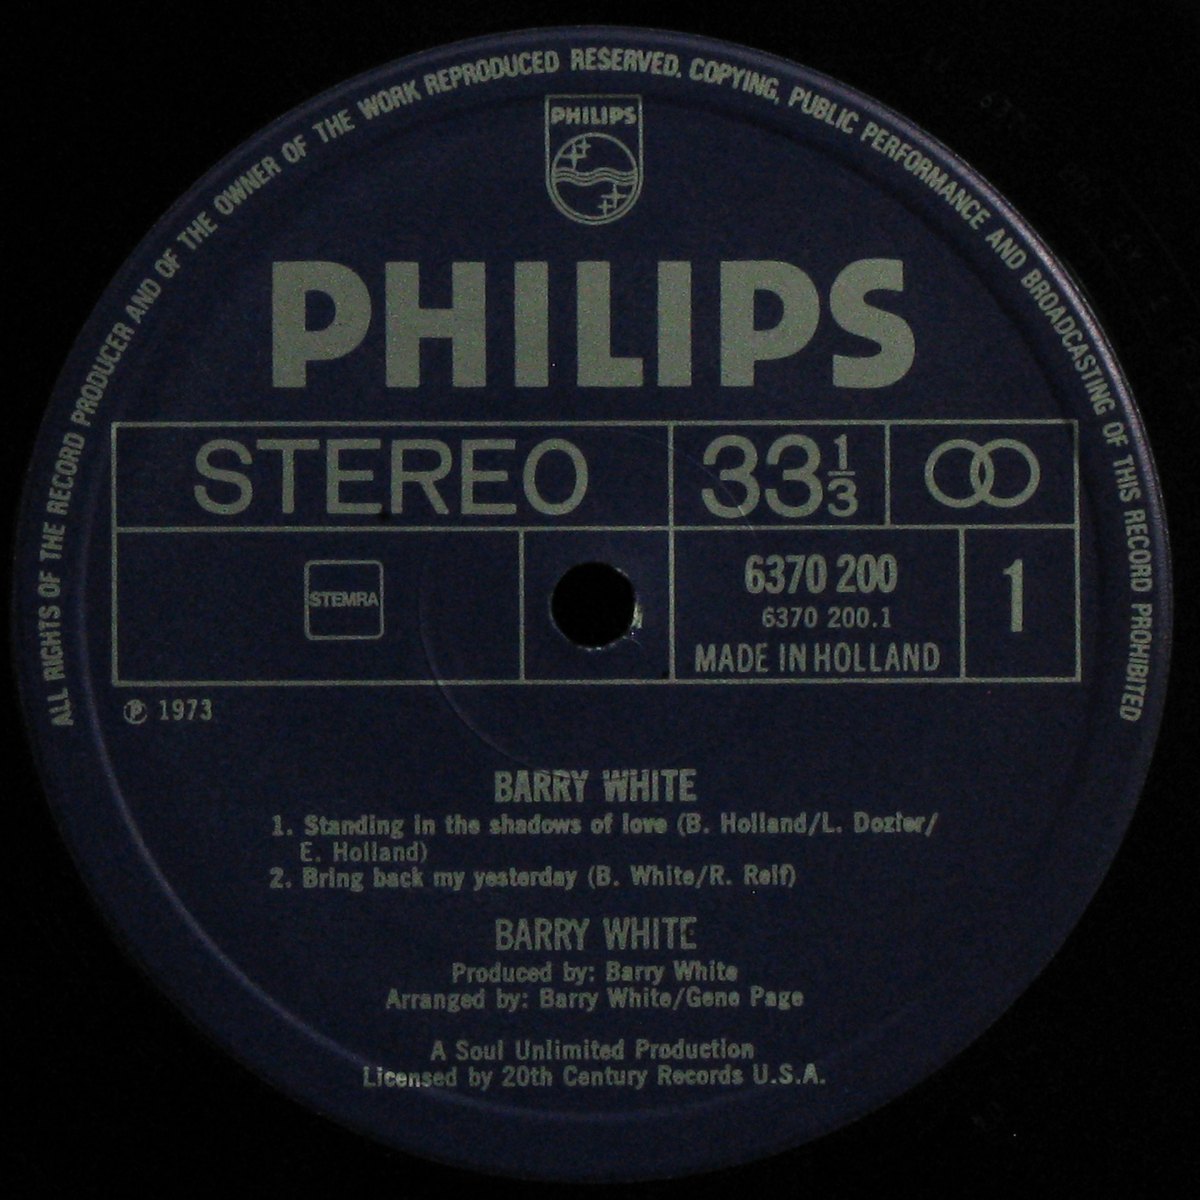 ALL RIGHTS OF THE RECORD PRODUCER AND OF THE OWNER OF THE WORK REPRODUCED RESERVED. COPYING, PUBLIC PERFORMANCE AND BROADCASTING OF THIS RECORD PROHIBITED
PHILIPS
PHILIPS
STEREO
33 1/3
STEMRA
6370 200
6370 200.1
MADE IN HOLLAND
1
℗ 1973
BARRY WHITE
1. Standing in the shadows of love (B. Holland/L. Dozier/
E. Holland)
2. Bring back my yesterday (B. White/R. Relf)
BARRY WHITE
Produced by: Barry White
Arranged by: Barry White/Gene Page
A Soul Unlimited Production
Licensed by 20th Century Records U.S.A.